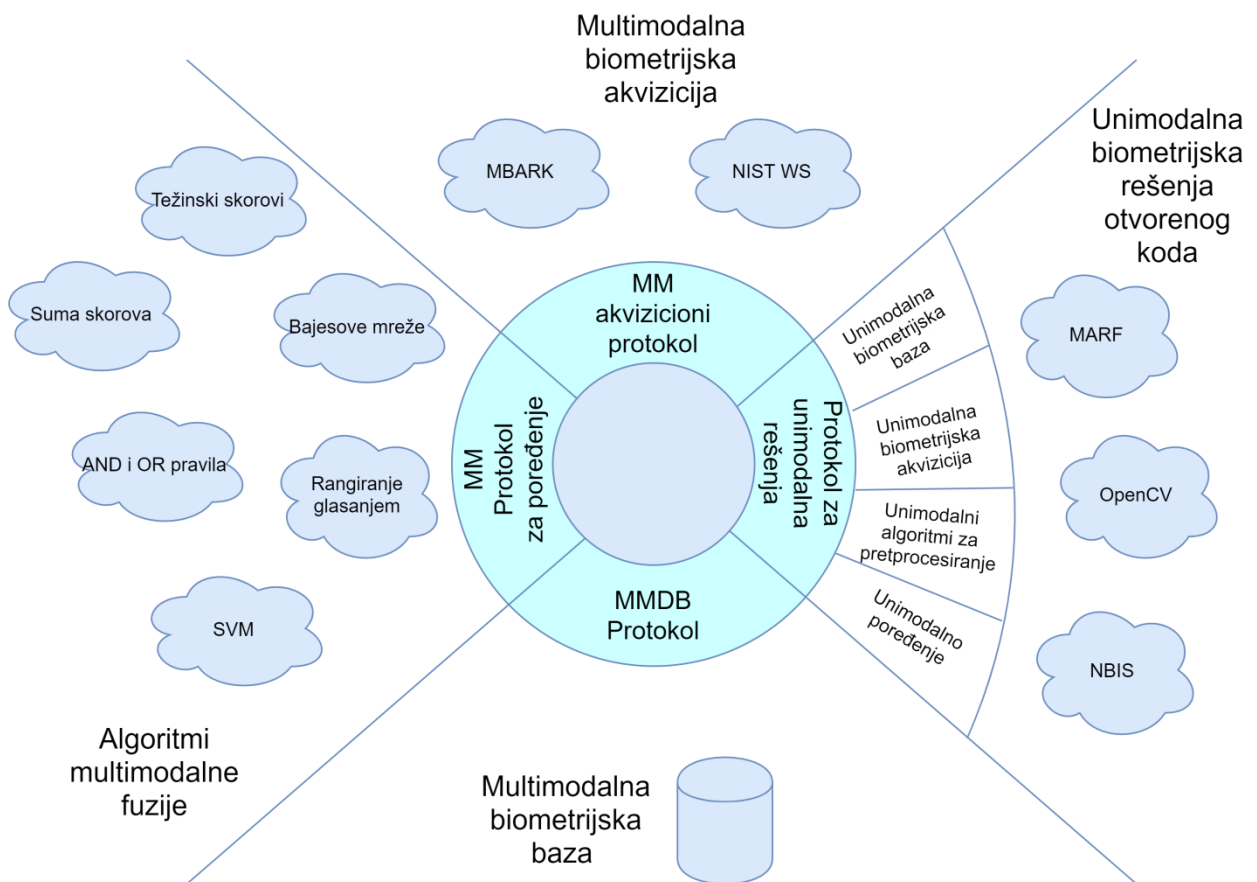 Multimodalna
biometrijska
akvizicija
MBARK
NIST WS
Unimodalna
biometrijska
rešenja
otvorenog
koda
MARF
OpenCV
NBIS
Težinski skorovi
Suma skorova
Bajesove mreže
AND i OR pravila
Rangiranje
glasanjem
SVM
Algoritmi
multimodalne
fuzije
MM
akvizicioni
protokol
MM
Protokol
za poređenje
Protokol za
unimodalna
rešenja
MMDB
Protokol
Unimodalna
biometrijska
baza
Unimodalna
biometrijska
akvizicija
Unimodalni
algoritmi za
pretprocesiranje
Unimodalno
poređenje
Multimodalna
biometrijska
baza